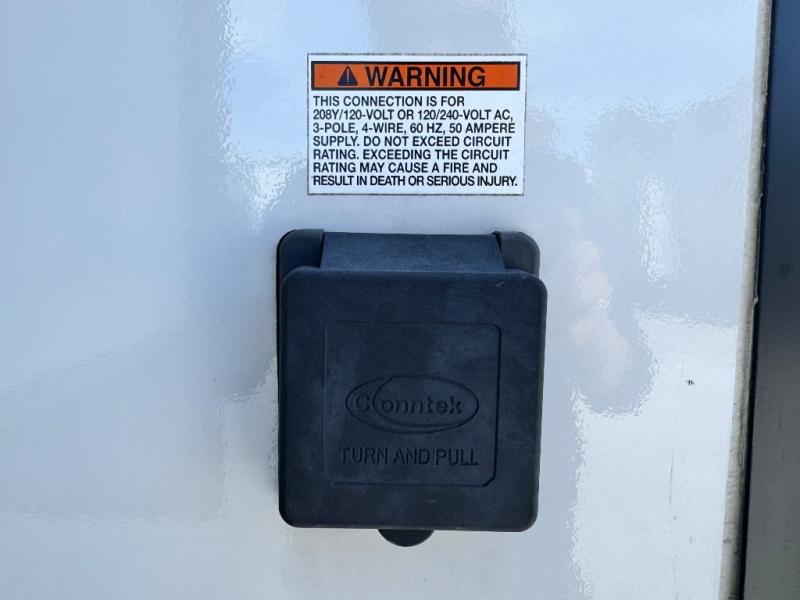 WARNING
THIS CONNECTION IS FOR
208Y/120-VOLT OR 120/240-VOLT AC,
3-POLE, 4-WIRE, 60 HZ, 50 AMPERE
SUPPLY. DO NOT EXCEED CIRCUIT
RATING. EXCEEDING THE CIRCUIT
RATING MAY CAUSE A FIRE AND
RESULT IN DEATH OR SERIOUS INJURY.
Conntek
TURN AND PULL